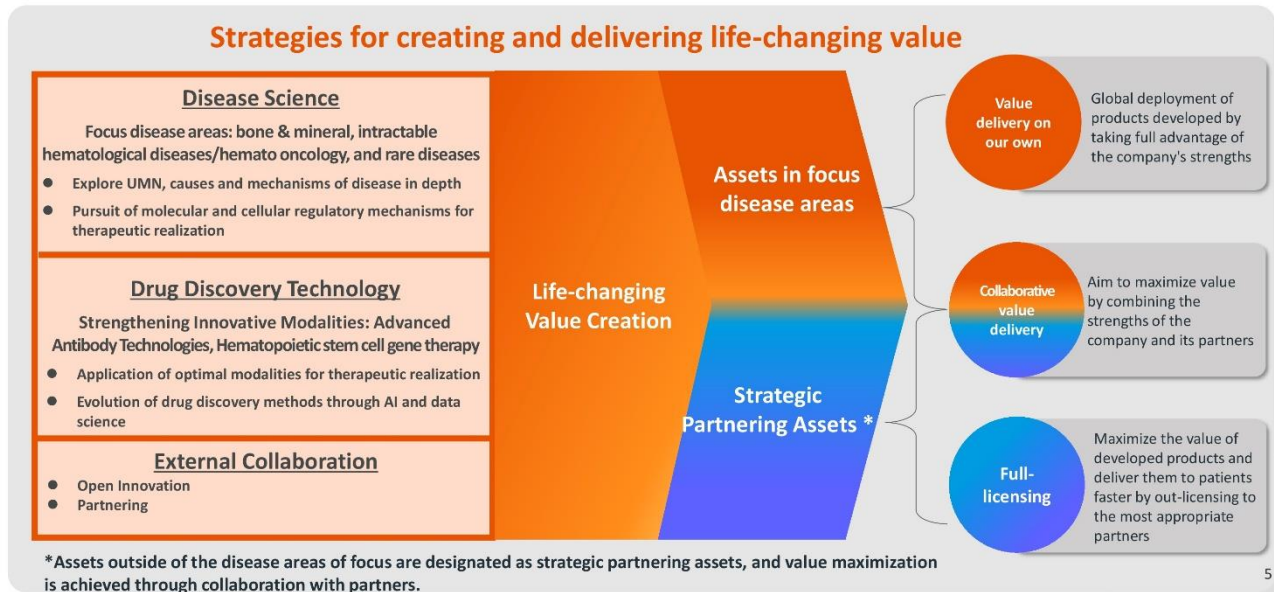 Strategies for creating and delivering life-changing value
Disease Science
Focus disease areas: bone & mineral, intractable
hematological diseases/hemato oncology, and rare diseases
● Explore UMN, causes and mechanisms of disease in depth
● Pursuit of molecular and cellular regulatory mechanisms for
therapeutic realization
Drug Discovery Technology
Strengthening Innovative Modalities: Advanced
Antibody Technologies, Hematopoietic stem cell gene therapy
● Application of optimal modalities for therapeutic realization
● Evolution of drug discovery methods through AI and data
science
External Collaboration
● Open Innovation
● Partnering
Life-changing
Value Creation
Assets in focus
disease areas
Strategic
Partnering Assets *
Value
delivery on
our own
Global deployment of
products developed by
taking full advantage of
the company's strengths
Collaborative
value
delivery
Aim to maximize value
by combining the
strengths of the
company and its partners
Full-
licensing
Maximize the value of
developed products and
deliver them to patients
faster by out-licensing to
the most appropriate
partners
*Assets outside of the disease areas of focus are designated as strategic partnering assets, and value maximization
is achieved through collaboration with partners.
5